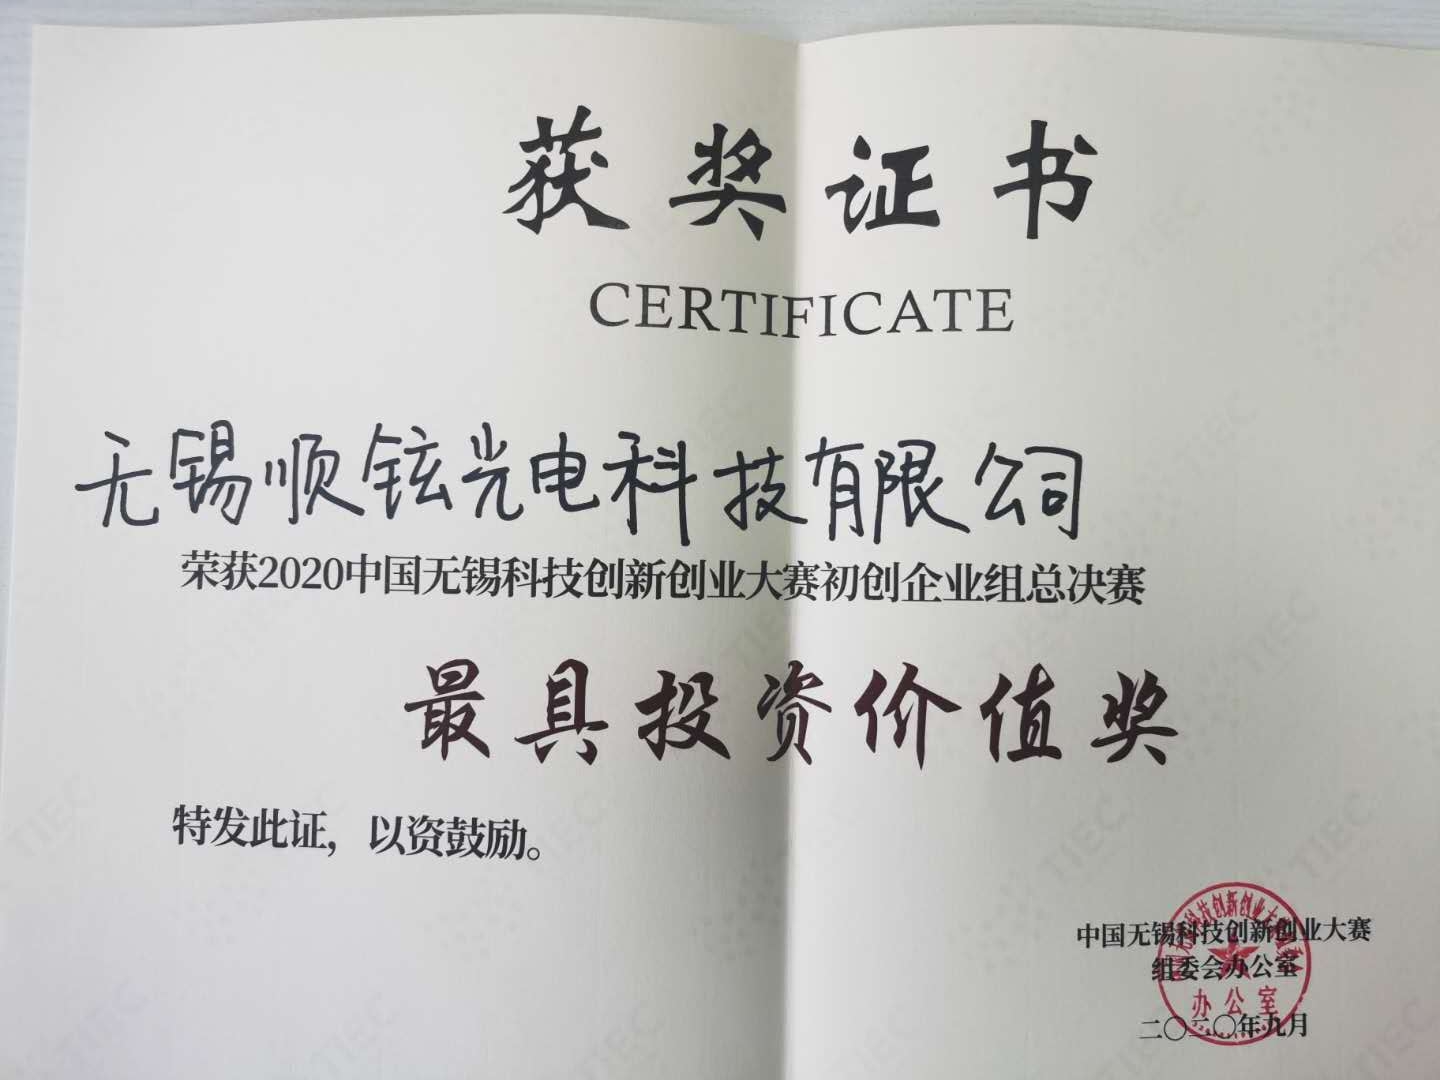 获奖证书
CERTIFICATE
无锡顺铉光电科技有限公司
荣获2020中国无锡科技创新创业大赛初创企业组总决赛
最具投资价值奖
特发此证，以资鼓励。
中国无锡科技创新创业大赛
组委会办公室
办公室
二〇二〇年九月
TIEC